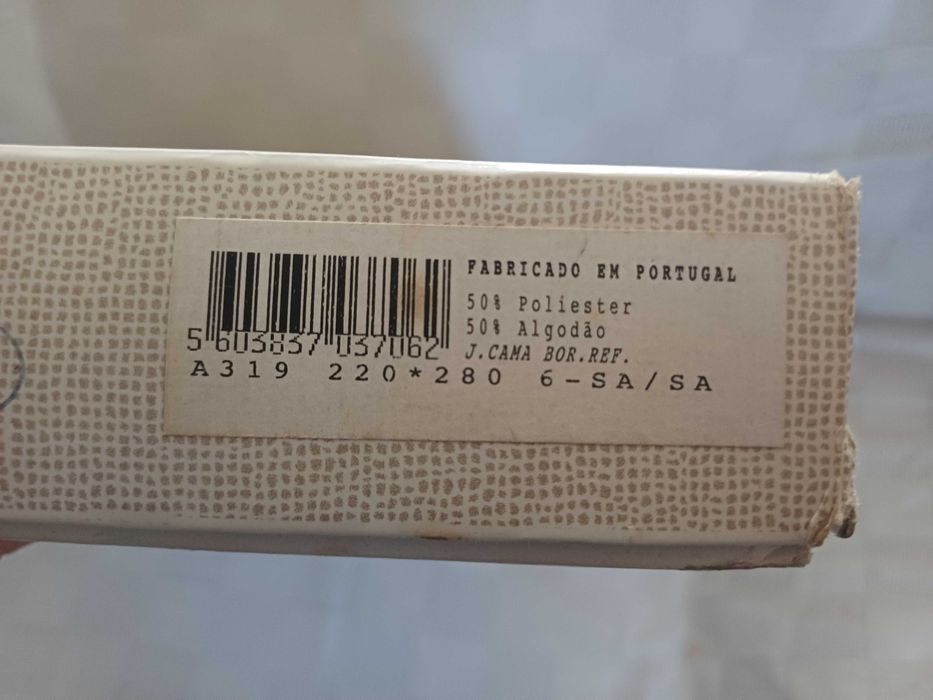 FABRICADO EM PORTUGAL
50% Poliester
50% Algodão
5 603837 037062
J.CAMA BOR.REF.
A319 220*280 6-SA/SA